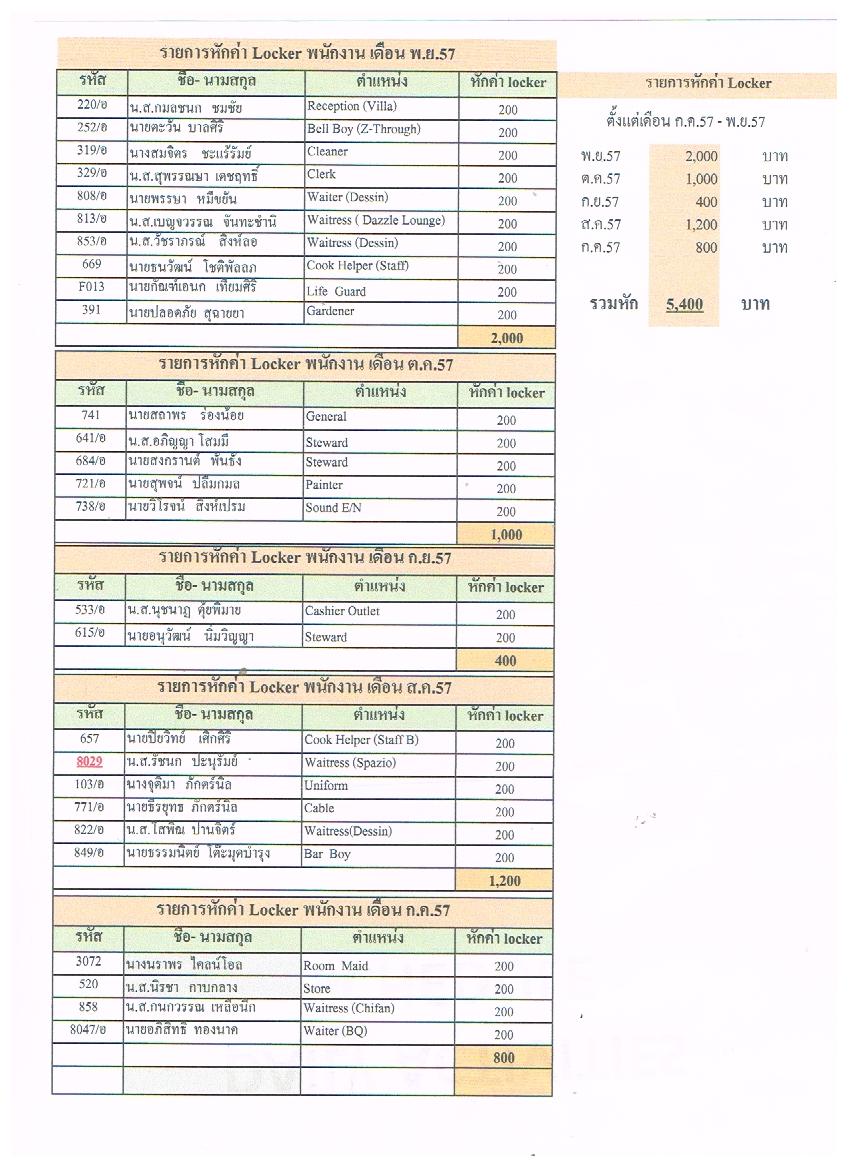 รายการหักค่า Locker พนักงาน เดือน พ.ย.57
รหัส ชื่อ- นามสกุล ตำแหน่ง หักค่า locker
220/อ น.ส.กมลชนก ชมชัย Reception (Villa) 200
252/อ นายตะวัน บาลศิริ Bell Boy (Z-Through) 200
319/อ นางสมจิตร ชะแร้รัมย์ Cleaner 200
329/อ น.ส.สุพรรณษา เดชฤทธิ์ Clerk 200
808/อ นายพรรษา หมีขยัน Waiter (Dessin) 200
813/อ น.ส.เบญจวรรณ จันทะชำนิ Waitress ( Dazzle Lounge) 200
853/อ น.ส.วัชราภรณ์ สิงห์ลอ Waitress (Dessin) 200
669 นายธนวัฒน์ โชติพัลลภ Cook Helper (Staff) 200
F013 นายกัณฑ์เอนก เทียมศิริ Life Guard 200
391 นายปลอดภัย สุฉายยา Gardener 200
2,000
รายการหักค่า Locker พนักงาน เดือน ต.ค.57
รหัส ชื่อ- นามสกุล ตำแหน่ง หักค่า locker
741 นายสถาพร ร่องน้อย General 200
641/อ น.ส.อภิญญา โสมมี Steward 200
684/อ นายสงกรานต์ พันธัง Steward 200
721/อ นายสุพจน์ ปลื้มกมล Painter 200
738/อ นายวิโรจน์ สิงห์เปรม Sound E/N 200
1,000
รายการหักค่า Locker พนักงาน เดือน ก.ย.57
รหัส ชื่อ- นามสกุล ตำแหน่ง หักค่า locker
533/อ น.ส.นุชนาฏ คุ้ยพิมาย Cashier Outlet 200
615/อ นายอนุวัฒน์ นิ่มวิญญา Steward 200
400
รายการหักค่า Locker พนักงาน เดือน ส.ค.57
รหัส ชื่อ- นามสกุล ตำแหน่ง หักค่า locker
657 นายปิยวิทย์ เศิกศิริ Cook Helper (Staff B) 200
8029 น.ส.รัชนก ปะนุรัมย์ Waitress (Spazio) 200
103/อ นางจุติมา ภักตร์นิล Uniform 200
771/อ นายธีรยุทธ ภักตร์นิล Cable 200
822/อ น.ส.โสพิณ ปานจิตร์ Waitress(Dessin) 200
849/อ นายธรรมนิตย์ โต๊ะมุดบำรุง Bar Boy 200
1,200
รายการหักค่า Locker พนักงาน เดือน ก.ค.57
รหัส ชื่อ- นามสกุล ตำแหน่ง หักค่า locker
3072 นางนราพร ไคลน์โอล Room Maid 200
520 น.ส.นิรชา กาบกลาง Store 200
858 น.ส.กนกวรรณ เหลือนึก Waitress (Chifan) 200
8047/อ นายอภิสิทธิ์ ทองนาค Waiter (BQ) 200
800
รายการหักค่า Locker
ตั้งแต่เดือน ก.ค.57 - พ.ย.57
พ.ย.57 2,000 บาท
ต.ค.57 1,000 บาท
ก.ย.57 400 บาท
ส.ค.57 1,200 บาท
ก.ค.57 800 บาท
รวมหัก 5,400 บาท